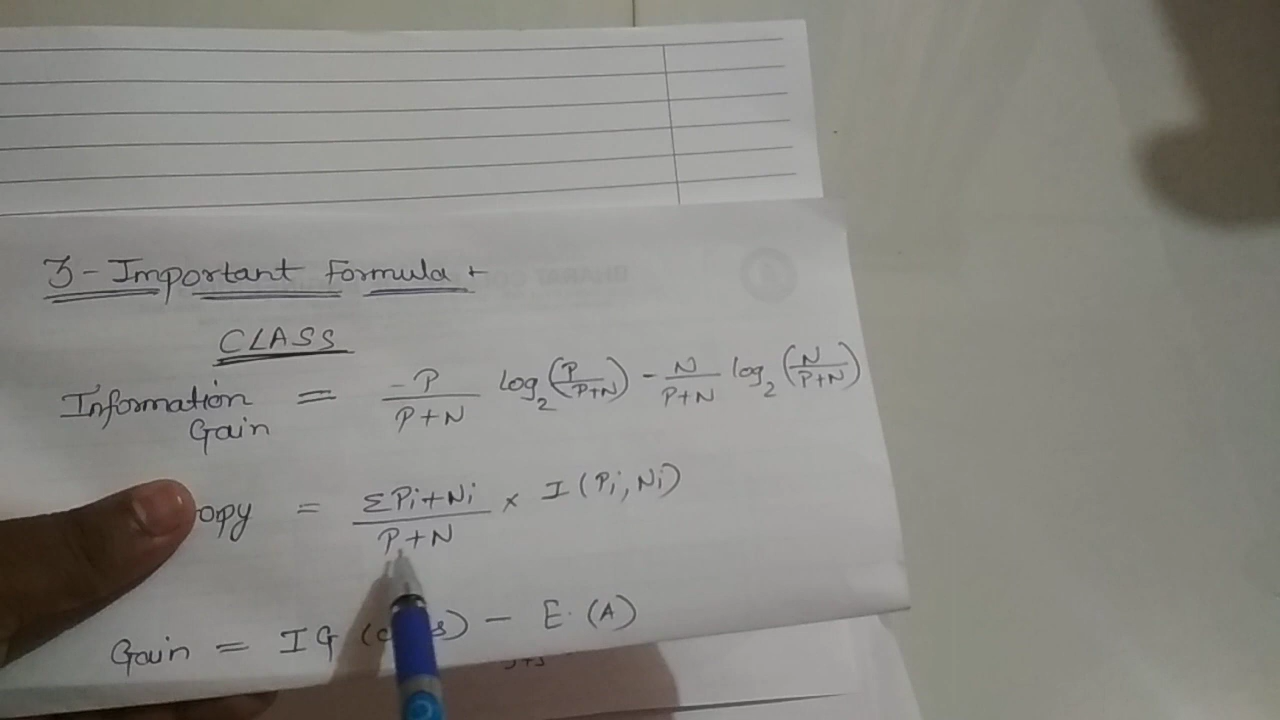 3-Important Formula
CLASS
Information Gain = -P/P+N log₂(P/P+N) - N/P+N log₂(N/P+N)
opy = ΣPi+Ni/P+N × I(Pi,Ni)
Gain = IG (c s) - E.(A)